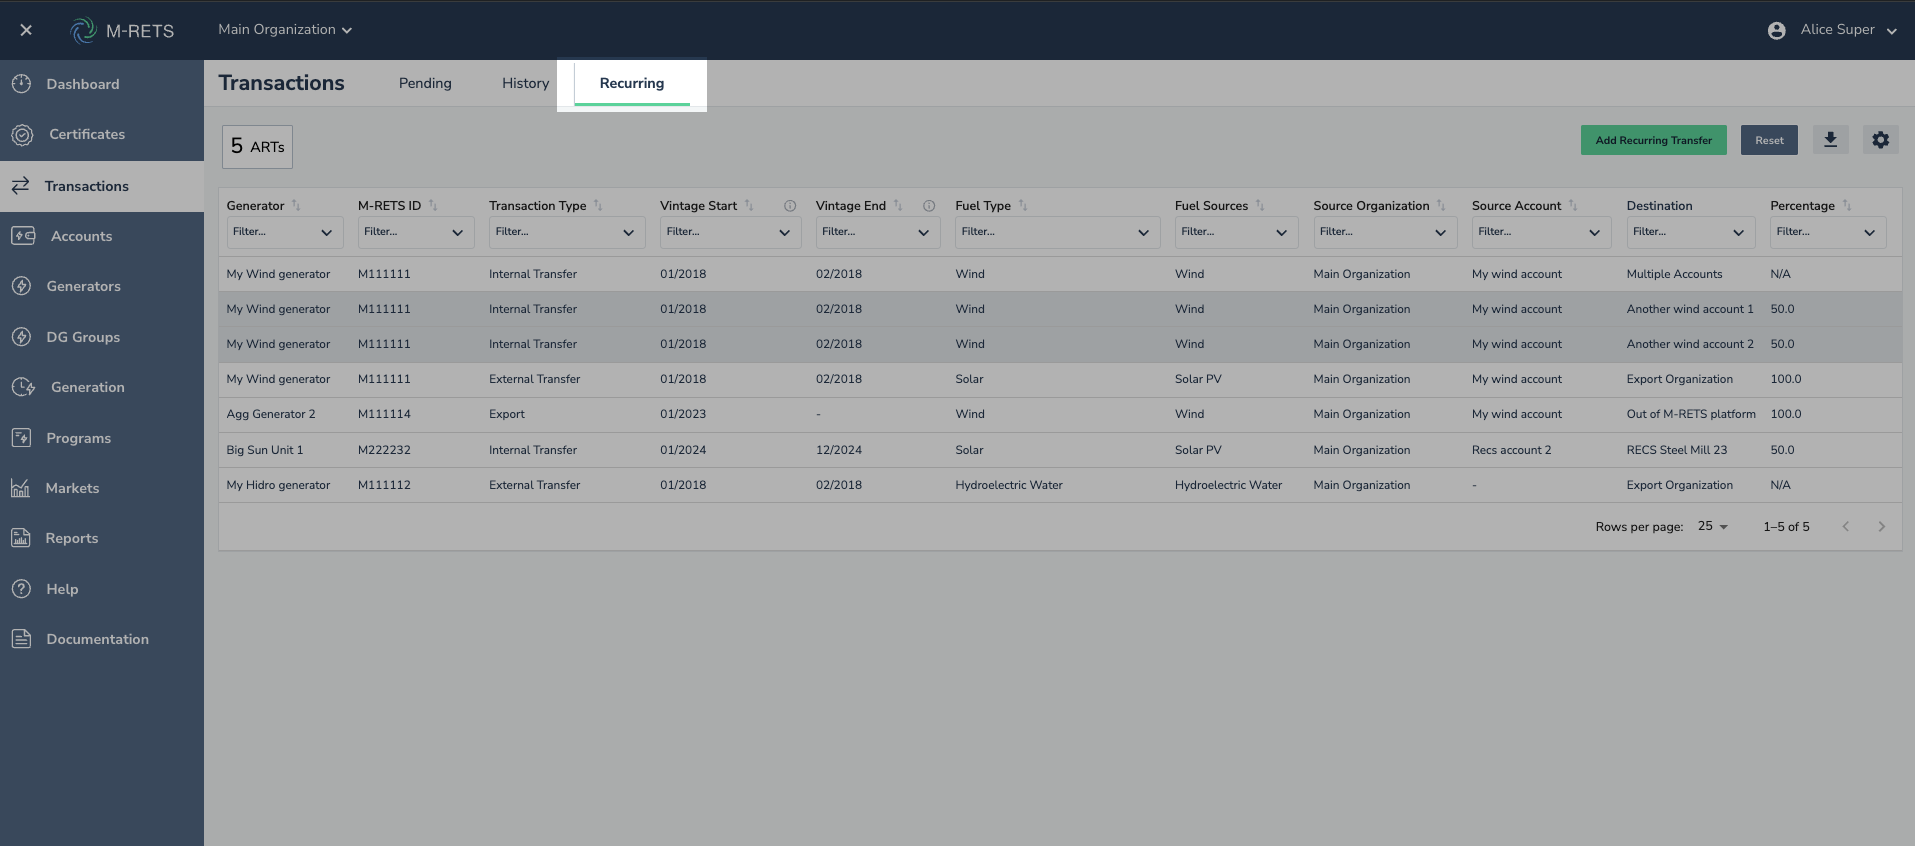 M-RETS Main Organization Alice Super
Dashboard
Certificates
Transactions
Accounts
Generators
DG Groups
Generation
Programs
Markets
Reports
Help
Documentation
Transactions Pending History Recurring
5 ARTs Add Recurring Transfer Reset
Generator M-RETS ID Transaction Type Vintage Start Vintage End Fuel Type Fuel Sources Source Organization Source Account Destination Percentage
Filter... Filter... Filter... Filter... Filter... Filter... Filter... Filter... Filter... Filter... Filter...
My Wind generator M111111 Internal Transfer 01/2018 02/2018 Wind Wind Main Organization My wind account Multiple Accounts N/A
My Wind generator M111111 Internal Transfer 01/2018 02/2018 Wind Wind Main Organization My wind account Another wind account 1 50.0
My Wind generator M111111 Internal Transfer 01/2018 02/2018 Wind Wind Main Organization My wind account Another wind account 2 50.0
My Wind generator M111111 External Transfer 01/2018 02/2018 Solar Solar PV Main Organization My wind account Export Organization 100.0
Agg Generator 2 M111114 Export 01/2023 - Wind Wind Main Organization My wind account Out of M-RETS platform 100.0
Big Sun Unit 1 M222232 Internal Transfer 01/2024 12/2024 Solar Solar PV Main Organization Recs account 2 RECS Steel Mill 23 50.0
My Hidro generator M111112 External Transfer 01/2018 02/2018 Hydroelectric Water Hydroelectric Water Main Organization - Export Organization N/A
Rows per page: 25 1–5 of 5